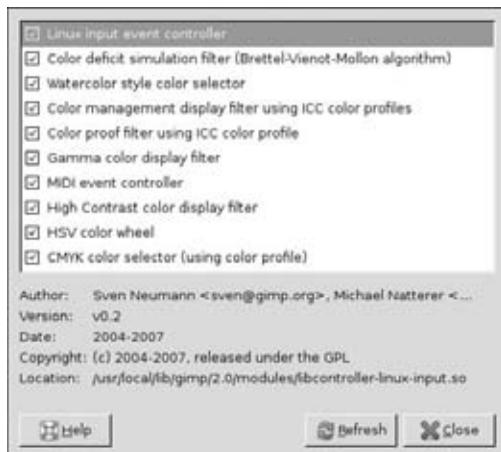 Linux input event controller
Color deficit simulation filter (Brettel-Vienot-Mollon algorithm)
Watercolor style color selector
Color management display filter using ICC color profiles
Color proof filter using ICC color profile
Gamma color display filter
MIDI event controller
High Contrast color display filter
HSV color wheel
CMYK color selector (using color profile)
Author: Sven Neumann <sven@gimp.org>, Michael Natterer <...
Version: v0.2
Date: 2004-2007
Copyright: (c) 2004-2007, released under the GPL
Location: /usr/local/lib/gimp/2.0/modules/libcontroller-linux-input.so
Help Refresh Close